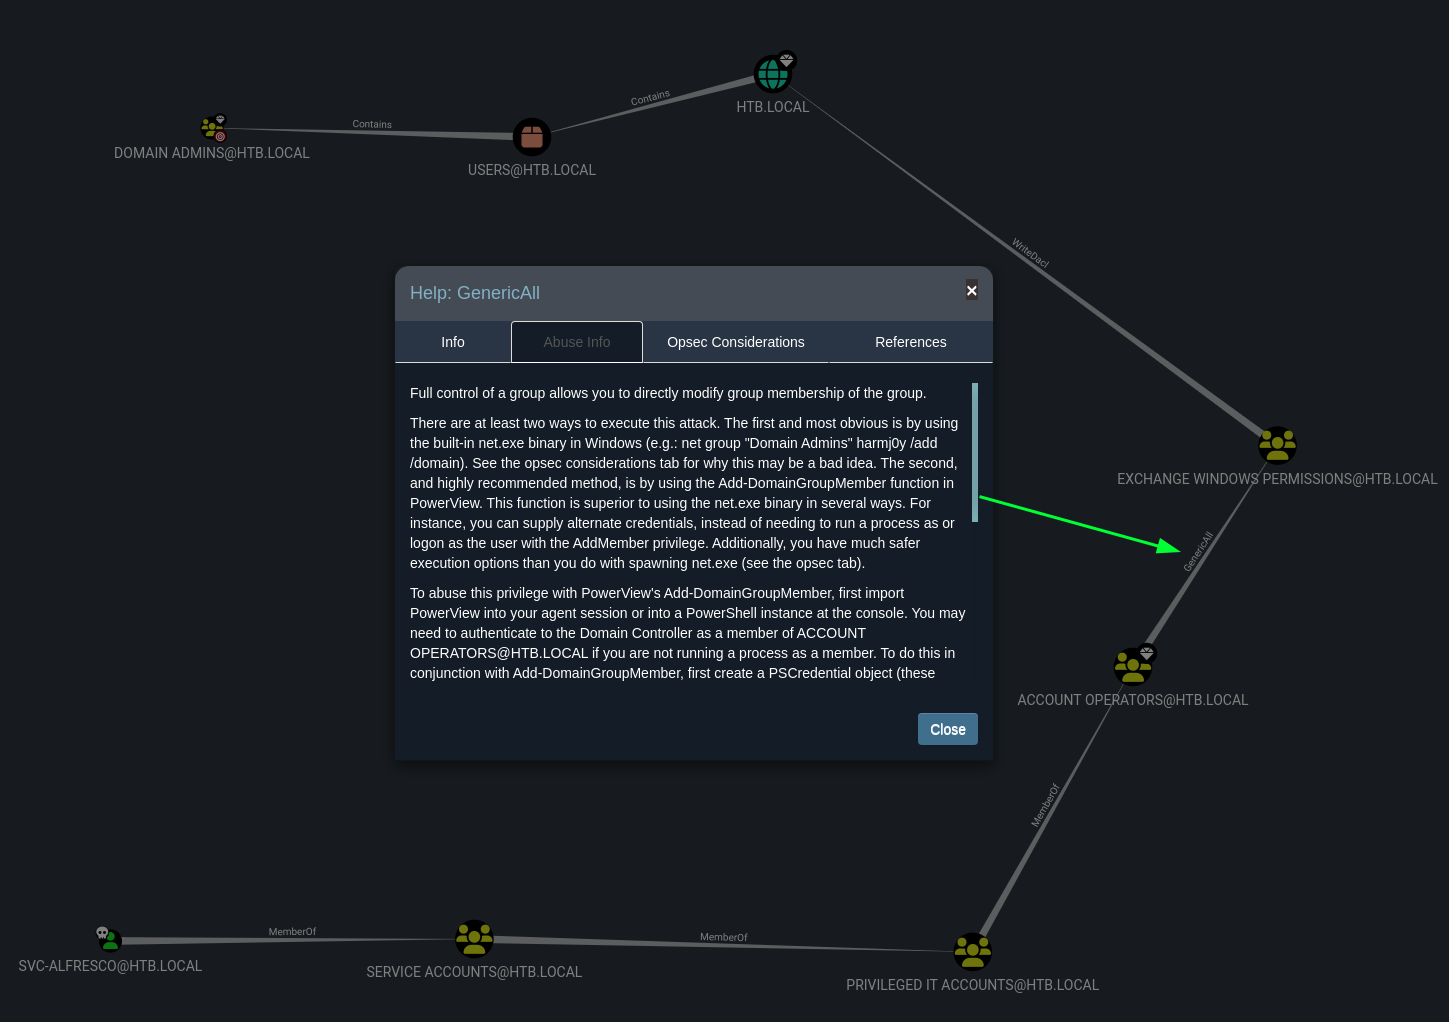 HTB.LOCAL
Contains
Contains
DOMAIN ADMINS@HTB.LOCAL
USERS@HTB.LOCAL
WriteDacl
Help: GenericAll
×
Info
Abuse Info
Opsec Considerations
References
Full control of a group allows you to directly modify group membership of the group.
There are at least two ways to execute this attack. The first and most obvious is by using
the built-in net.exe binary in Windows (e.g.: net group "Domain Admins" harmj0y /add
/domain). See the opsec considerations tab for why this may be a bad idea. The second,
and highly recommended method, is by using the Add-DomainGroupMember function in
PowerView. This function is superior to using the net.exe binary in several ways. For
instance, you can supply alternate credentials, instead of needing to run a process as or
logon as the user with the AddMember privilege. Additionally, you have much safer
execution options than you do with spawning net.exe (see the opsec tab).
To abuse this privilege with PowerView's Add-DomainGroupMember, first import
PowerView into your agent session or into a PowerShell instance at the console. You may
need to authenticate to the Domain Controller as a member of ACCOUNT
OPERATORS@HTB.LOCAL if you are not running a process as a member. To do this in
conjunction with Add-DomainGroupMember, first create a PSCredential object (these
Close
EXCHANGE WINDOWS PERMISSIONS@HTB.LOCAL
GenericAll
ACCOUNT OPERATORS@HTB.LOCAL
MemberOf
MemberOf
MemberOf
SVC-ALFRESCO@HTB.LOCAL
SERVICE ACCOUNTS@HTB.LOCAL
PRIVILEGED IT ACCOUNTS@HTB.LOCAL